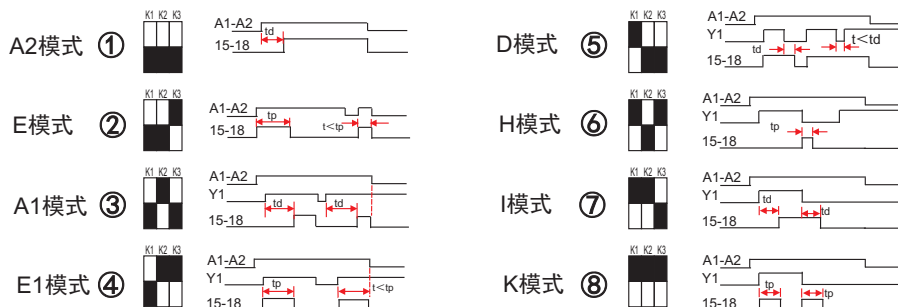 K1 K2 K3
A2模式 ①
A1-A2
td
15-18
K1 K2 K3
E模式 ②
A1-A2
tp
t<tp
15-18
K1 K2 K3
A1模式 ③
A1-A2
Y1
td
td
15-18
K1 K2 K3
E1模式 ④
A1-A2
Y1
tp
t<tp
15-18
K1 K2 K3
D模式 ⑤
A1-A2
Y1
td
t<td
15-18
K1 K2 K3
H模式 ⑥
A1-A2
Y1
tp
15-18
K1 K2 K3
I模式 ⑦
A1-A2
Y1
td
td
15-18
K1 K2 K3
K模式 ⑧
A1-A2
Y1
tp
tp
15-18